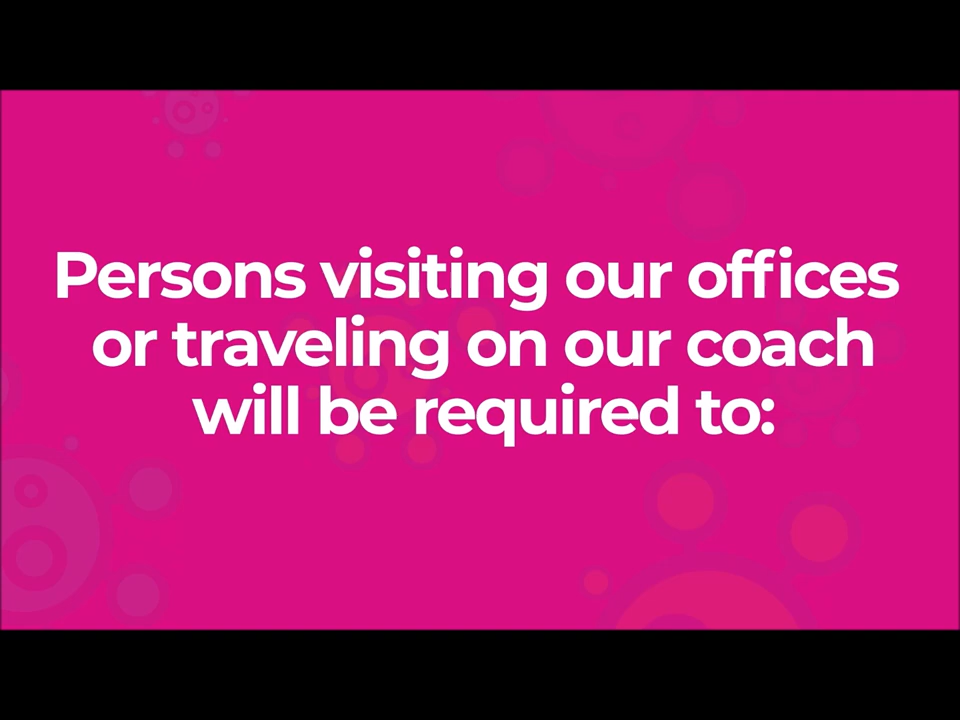 Persons visiting our offices
or traveling on our coach
will be required to: